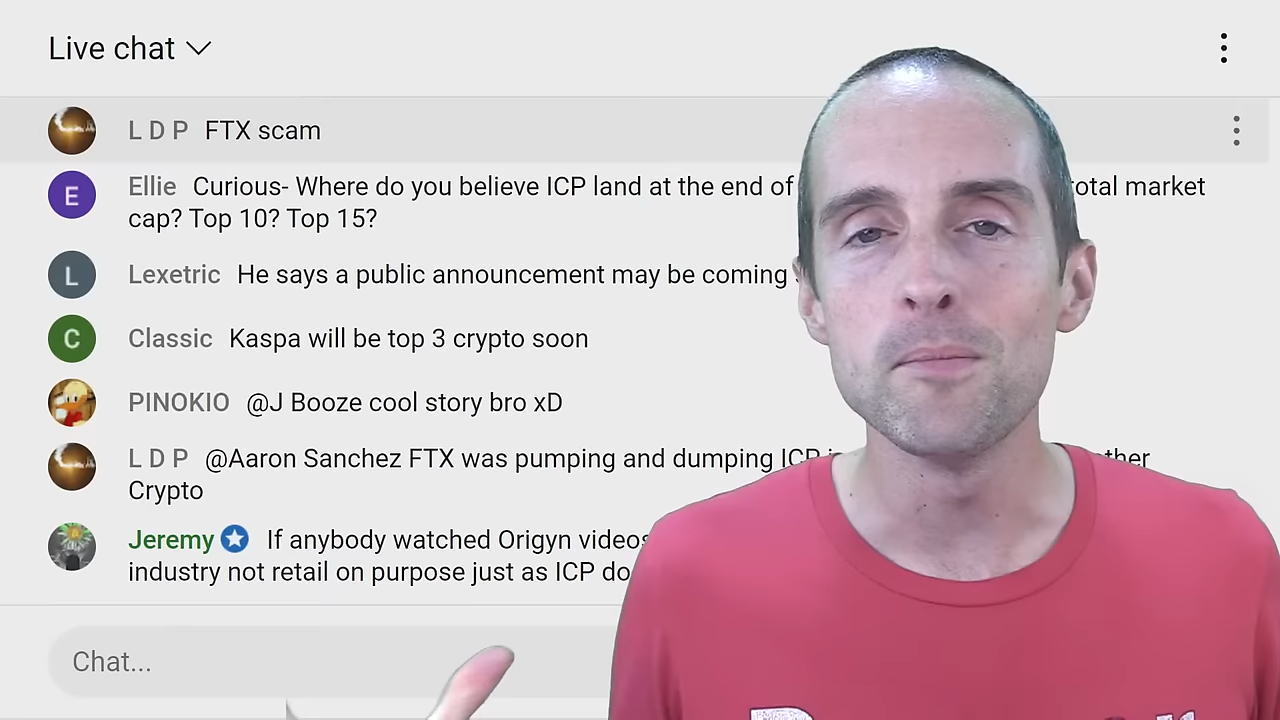 Live chat
L D P FTX scam
Ellie Curious- Where do you believe ICP land at the end of total market
cap? Top 10? Top 15?
Lexetric He says a public announcement may be coming
Classic Kaspa will be top 3 crypto soon
PINOKIO @J Booze cool story bro xD
L D P @Aaron Sanchez FTX was pumping and dumping ICP
Crypto
Jeremy If anybody watched Origyn videos
industry not retail on purpose just as ICP
Chat...
E
L
C